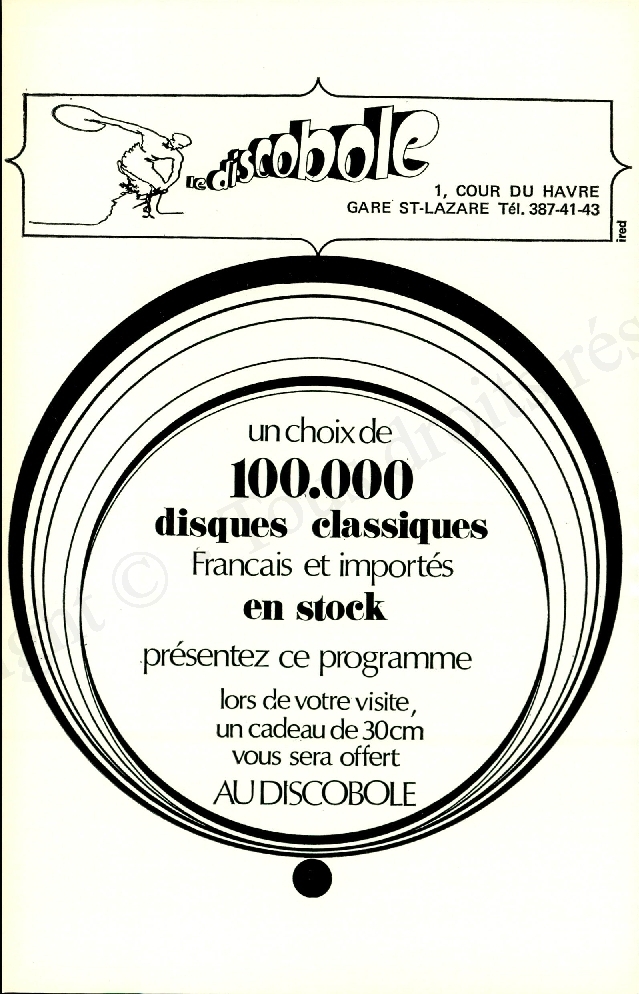 le discobole
1, COUR DU HAVRE
GARE ST-LAZARE Tél. 387-41-43
ired
un choix de
100.000
disques classiques
Francais et importés
en stock
présentez ce programme
lors de votre visite,
un cadeau de 30cm
vous sera offert
AU DISCOBOLE